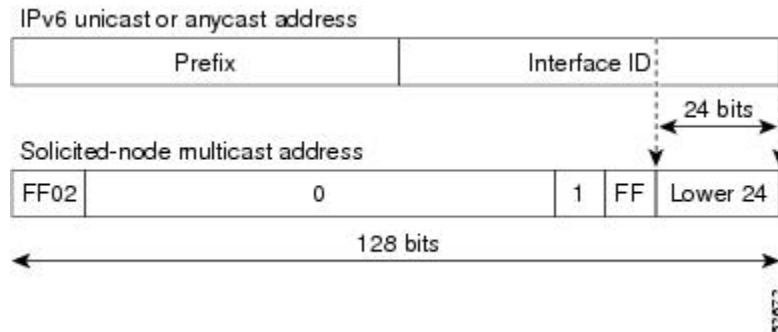 IPv6 unicast or anycast address
Prefix Interface ID
24 bits
Solicited-node multicast address
FF02 0 1 FF Lower 24
128 bits